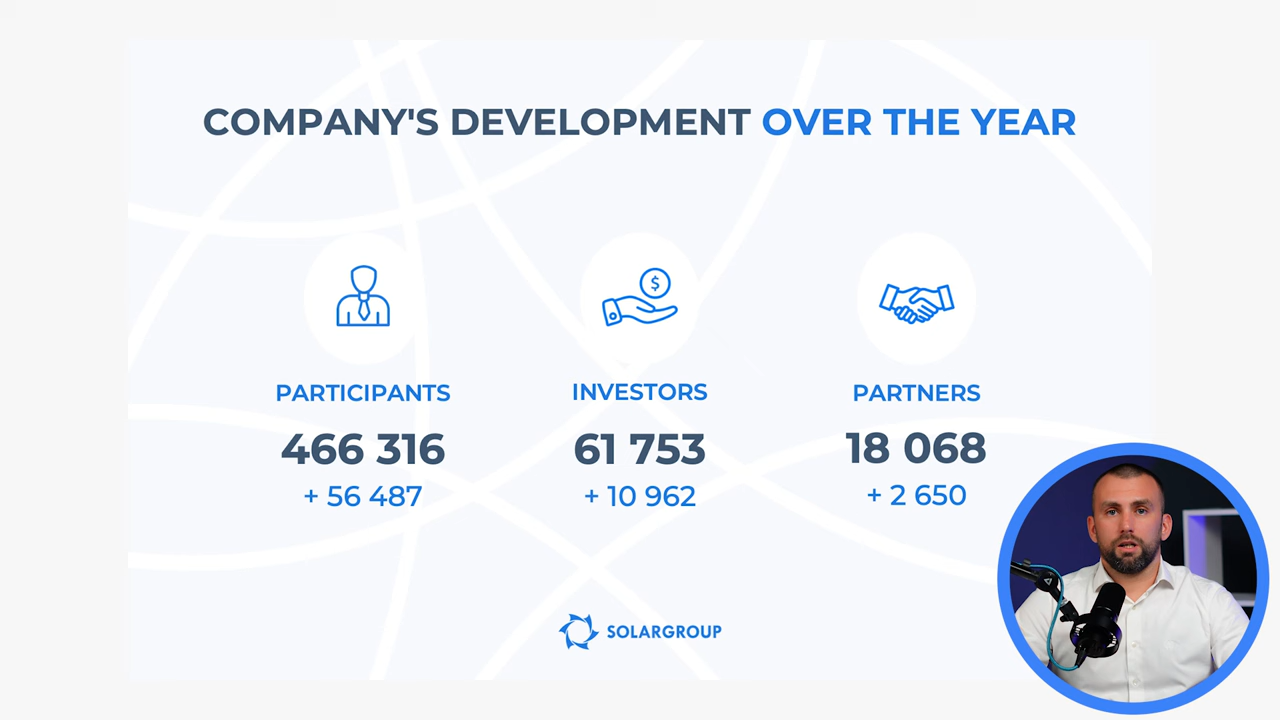 COMPANY'S DEVELOPMENT OVER THE YEAR
$
PARTICIPANTS
466 316
+ 56 487
INVESTORS
61 753
+ 10 962
PARTNERS
18 068
+ 2 650
SOLARGROUP